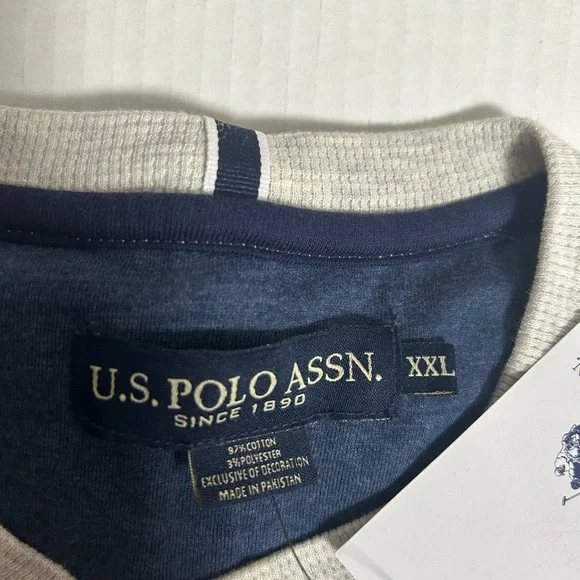 U.S. POLO ASSN.
SINCE 1890
XXL
97% COTTON
3% POLYESTER
EXCLUSIVE OF DECORATION
MADE IN PAKISTAN